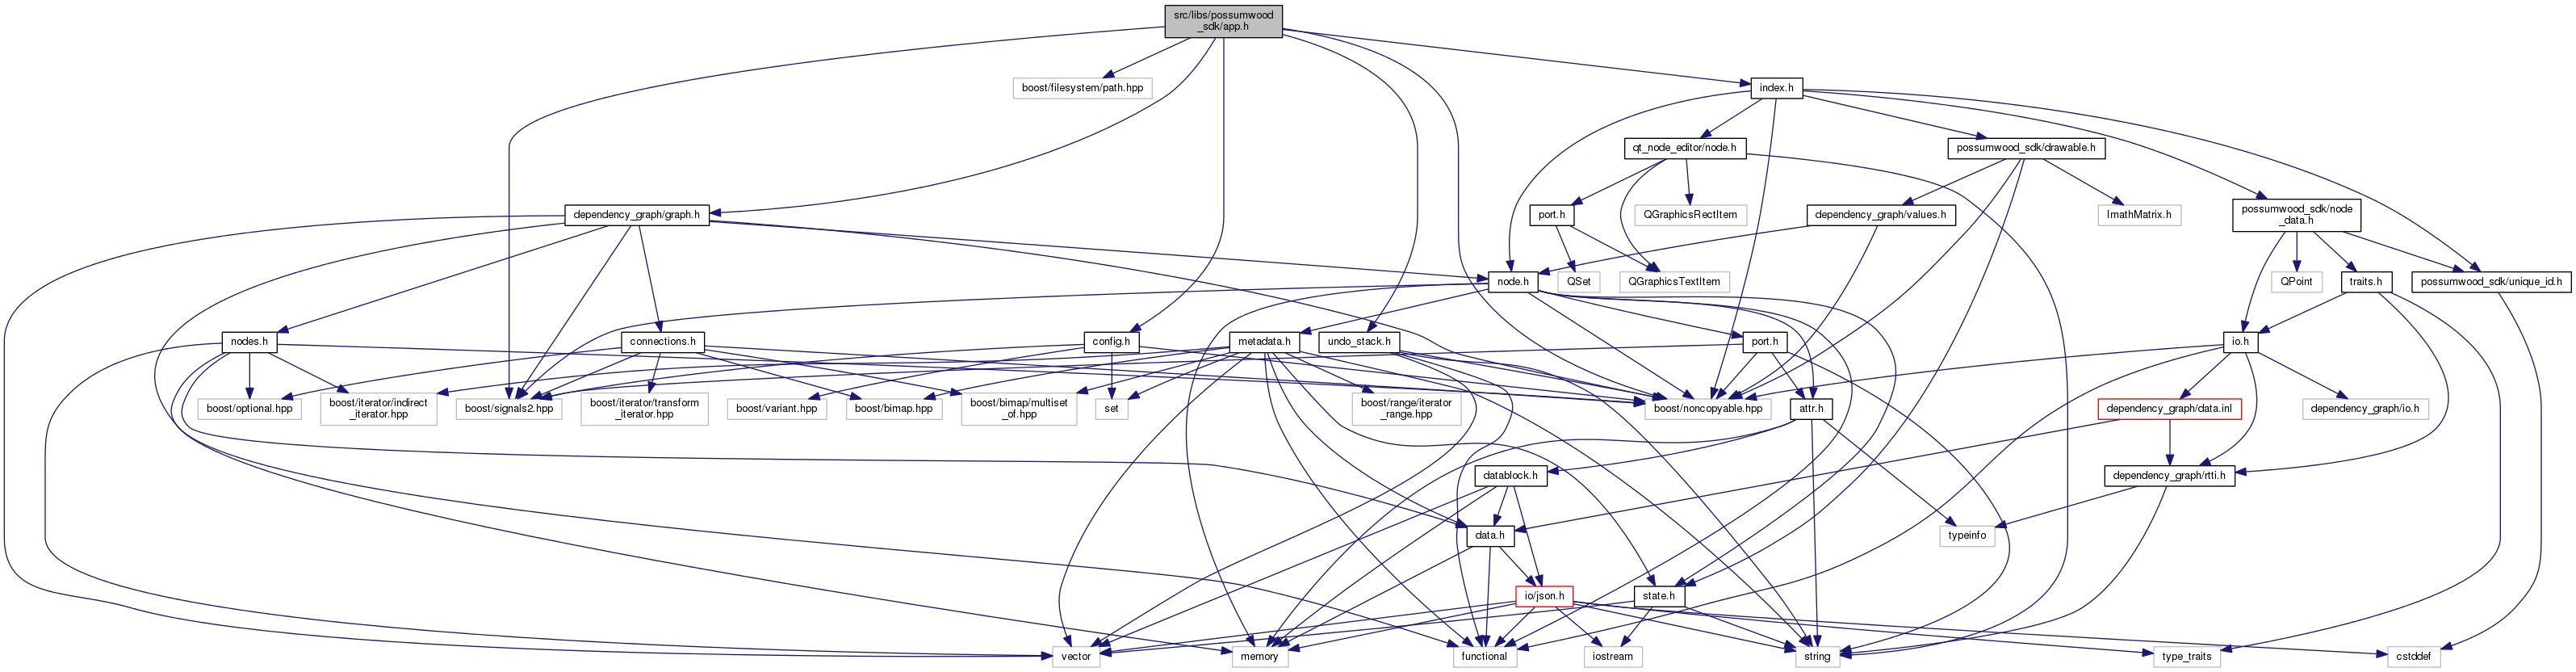 src/libs/possumwood
_sdk/app.h
boost/filesystem/path.hpp
index.h
qt_node_editor/node.h
possumwood_sdk/drawable.h
dependency_graph/graph.h
port.h
QGraphicsRectItem
dependency_graph/values.h
ImathMatrix.h
possumwood_sdk/node
_data.h
node.h
QSet
QGraphicsTextItem
QPoint
traits.h
possumwood_sdk/unique_id.h
nodes.h
connections.h
config.h
metadata.h
undo_stack.h
port.h
io.h
boost/optional.hpp
boost/iterator/indirect
_iterator.hpp
boost/signals2.hpp
boost/iterator/transform
_iterator.hpp
boost/variant.hpp
boost/bimap.hpp
boost/bimap/multiset
_of.hpp
set
boost/range/iterator
_range.hpp
boost/noncopyable.hpp
attr.h
dependency_graph/data.inl
dependency_graph/io.h
datablock.h
dependency_graph/rtti.h
data.h
typeinfo
io/json.h
state.h
vector
memory
functional
iostream
string
type_traits
cstddef